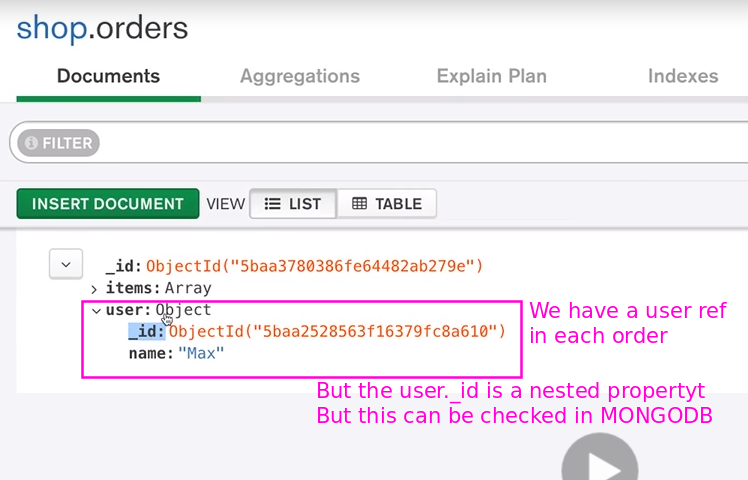 shop.orders
Documents Aggregations Explain Plan Indexes
FILTER
INSERT DOCUMENT VIEW LIST TABLE
_id: ObjectId("5baa3780386fe64482ab279e")
items: Array
user: Object
_id: ObjectId("5baa2528563f16379fc8a610")
name: "Max"
We have a user ref
in each order
But the user._id is a nested propertyt
But this can be checked in MONGODB